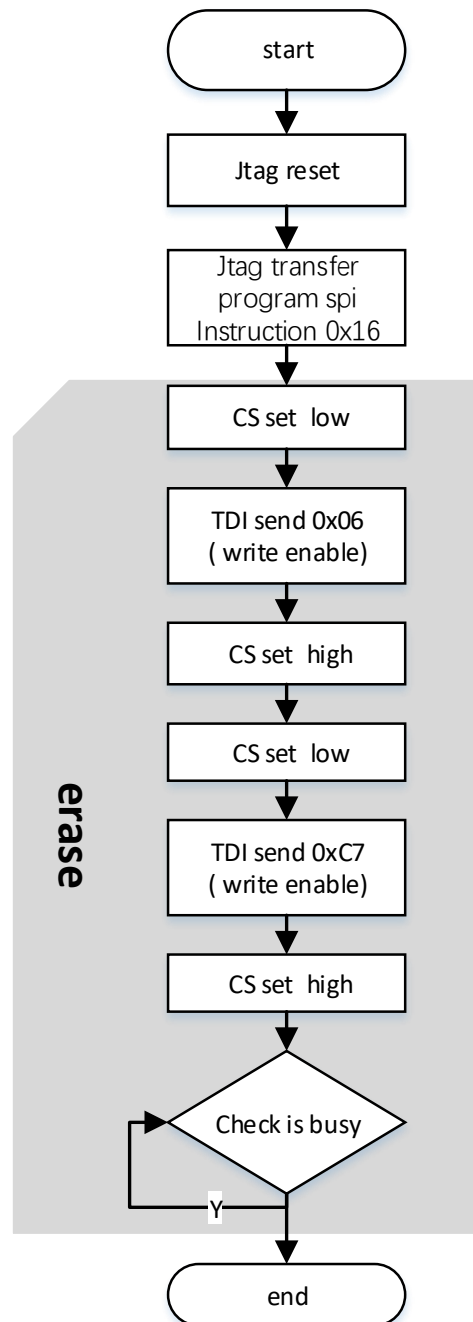 start
Jtag reset
Jtag transfer
program spi
Instruction 0x16
CS set low
TDI send 0x06
( write enable)
CS set high
CS set low
erase
TDI send 0xC7
( write enable)
CS set high
Check is busy
Y
end